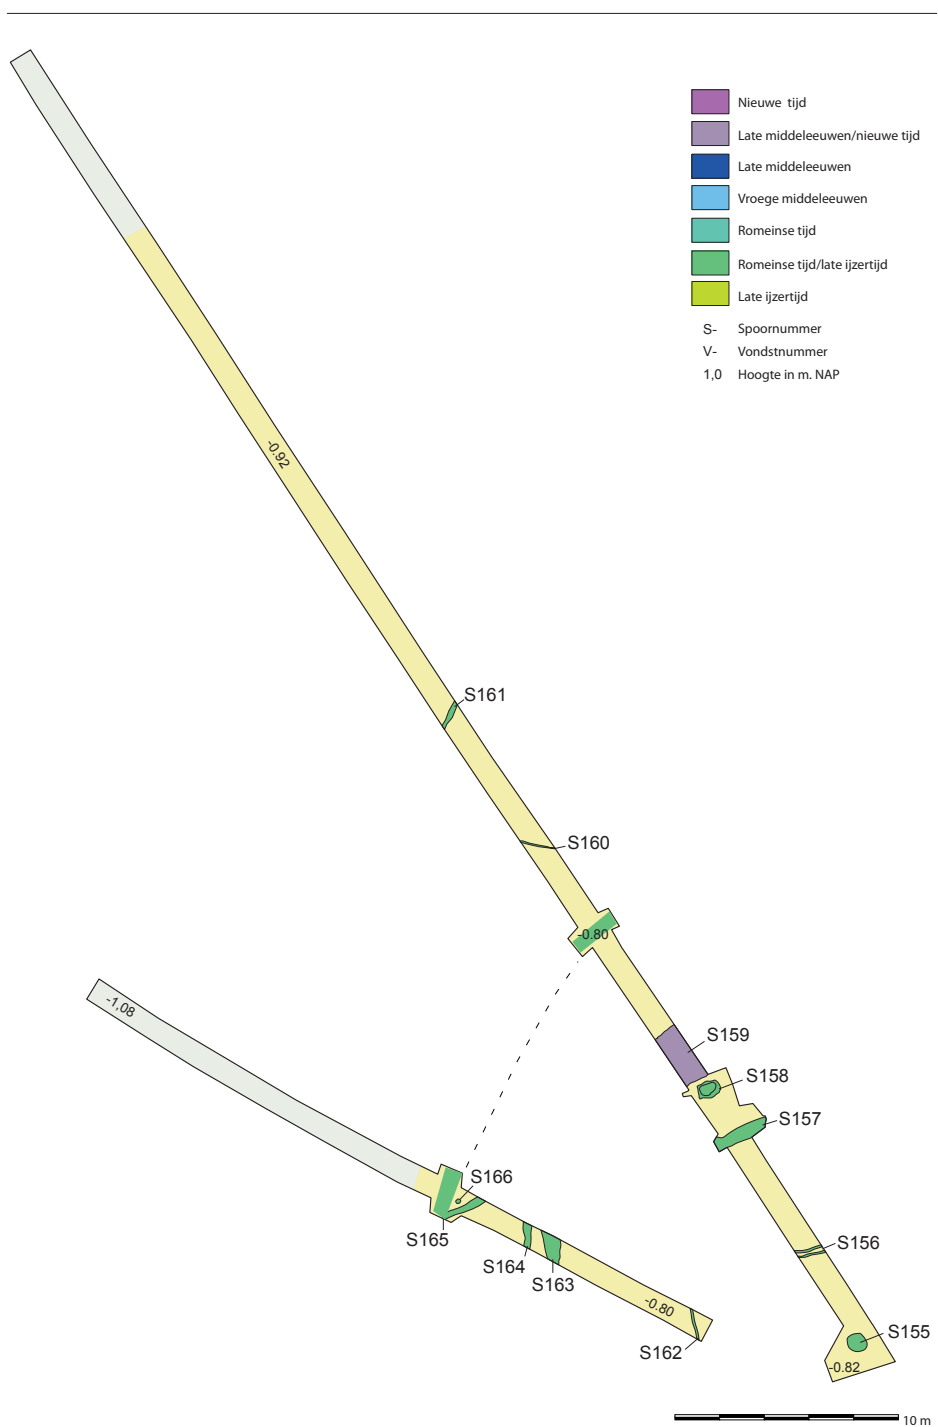 Nieuwe tijd
Late middeleeuwen/nieuwe tijd
Late middeleeuwen
Vroege middeleeuwen
Romeinse tijd
Romeinse tijd/late ijzertijd
Late ijzertijd
S- Spoornummer
V- Vondstnummer
1,0 Hoogte in m. NAP
-0.92
S161
S160
-0.80
-1,08
S159
S158
S157
S166
S165
S164
S163
S156
-0.80
S162
S155
-0.82
10 m